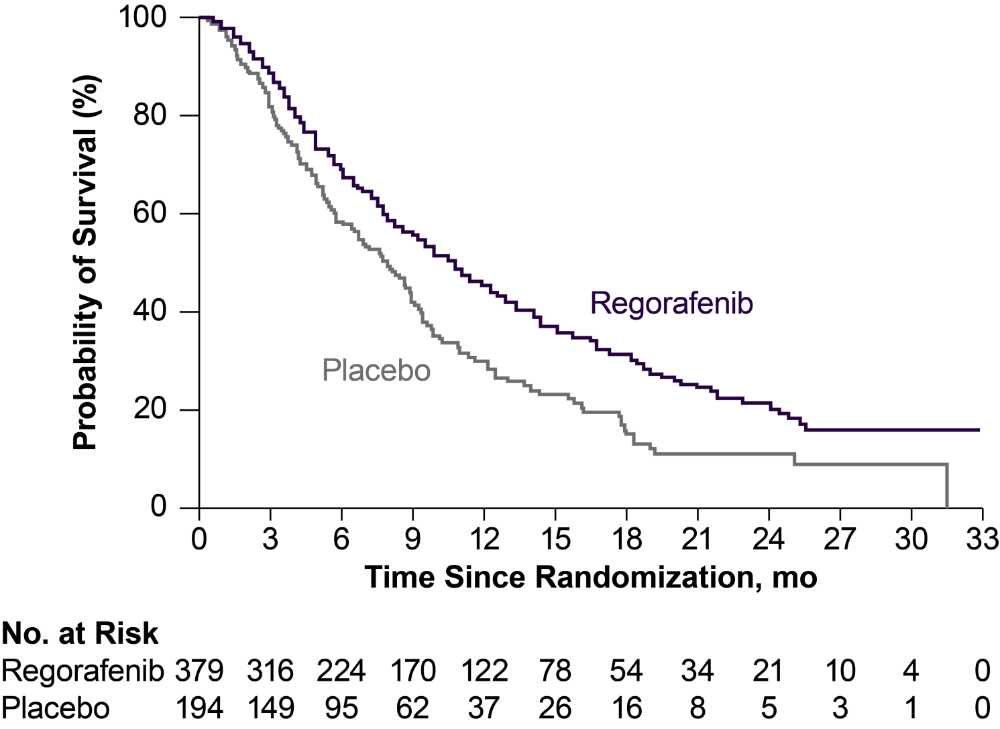 100
80
60
40
20
0
Probability of Survival (%)
Regorafenib
Placebo
0 3 6 9 12 15 18 21 24 27 30 33
Time Since Randomization, mo
No. at Risk
Regorafenib 379 316 224 170 122 78 54 34 21 10 4 0
Placebo 194 149 95 62 37 26 16 8 5 3 1 0